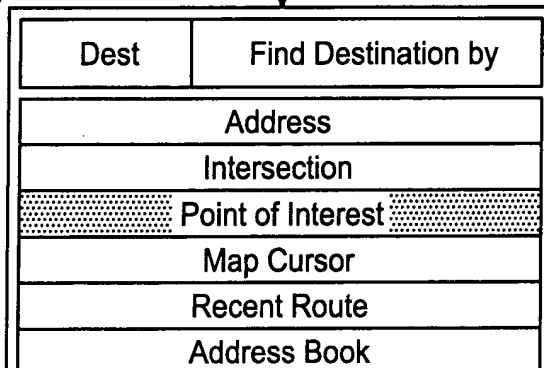 Dest Find Destination by
Address
Intersection
Point of Interest
Map Cursor
Recent Route
Address Book